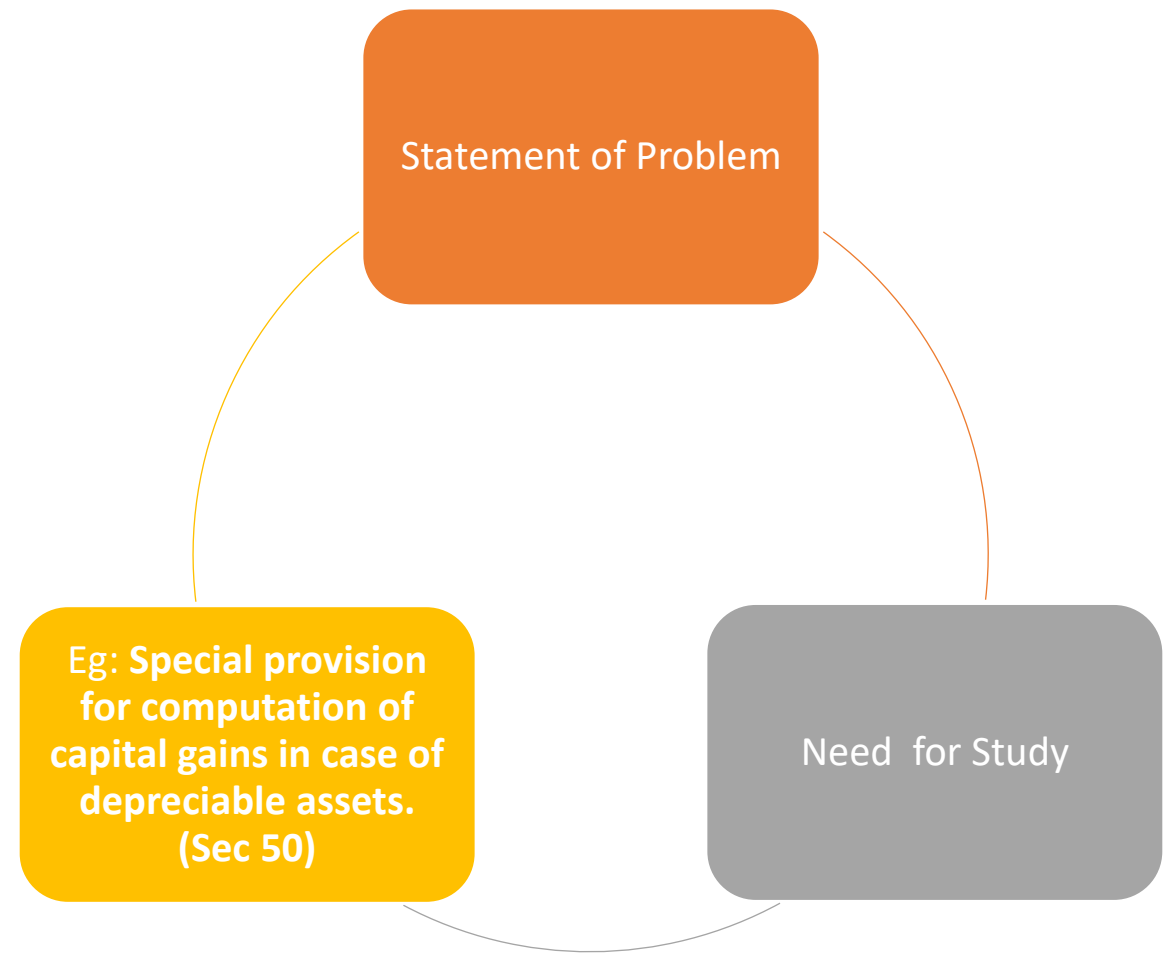 Statement of Problem
Eg: Special provision
for computation of
capital gains in case of
depreciable assets.
(Sec 50)
Need  for Study